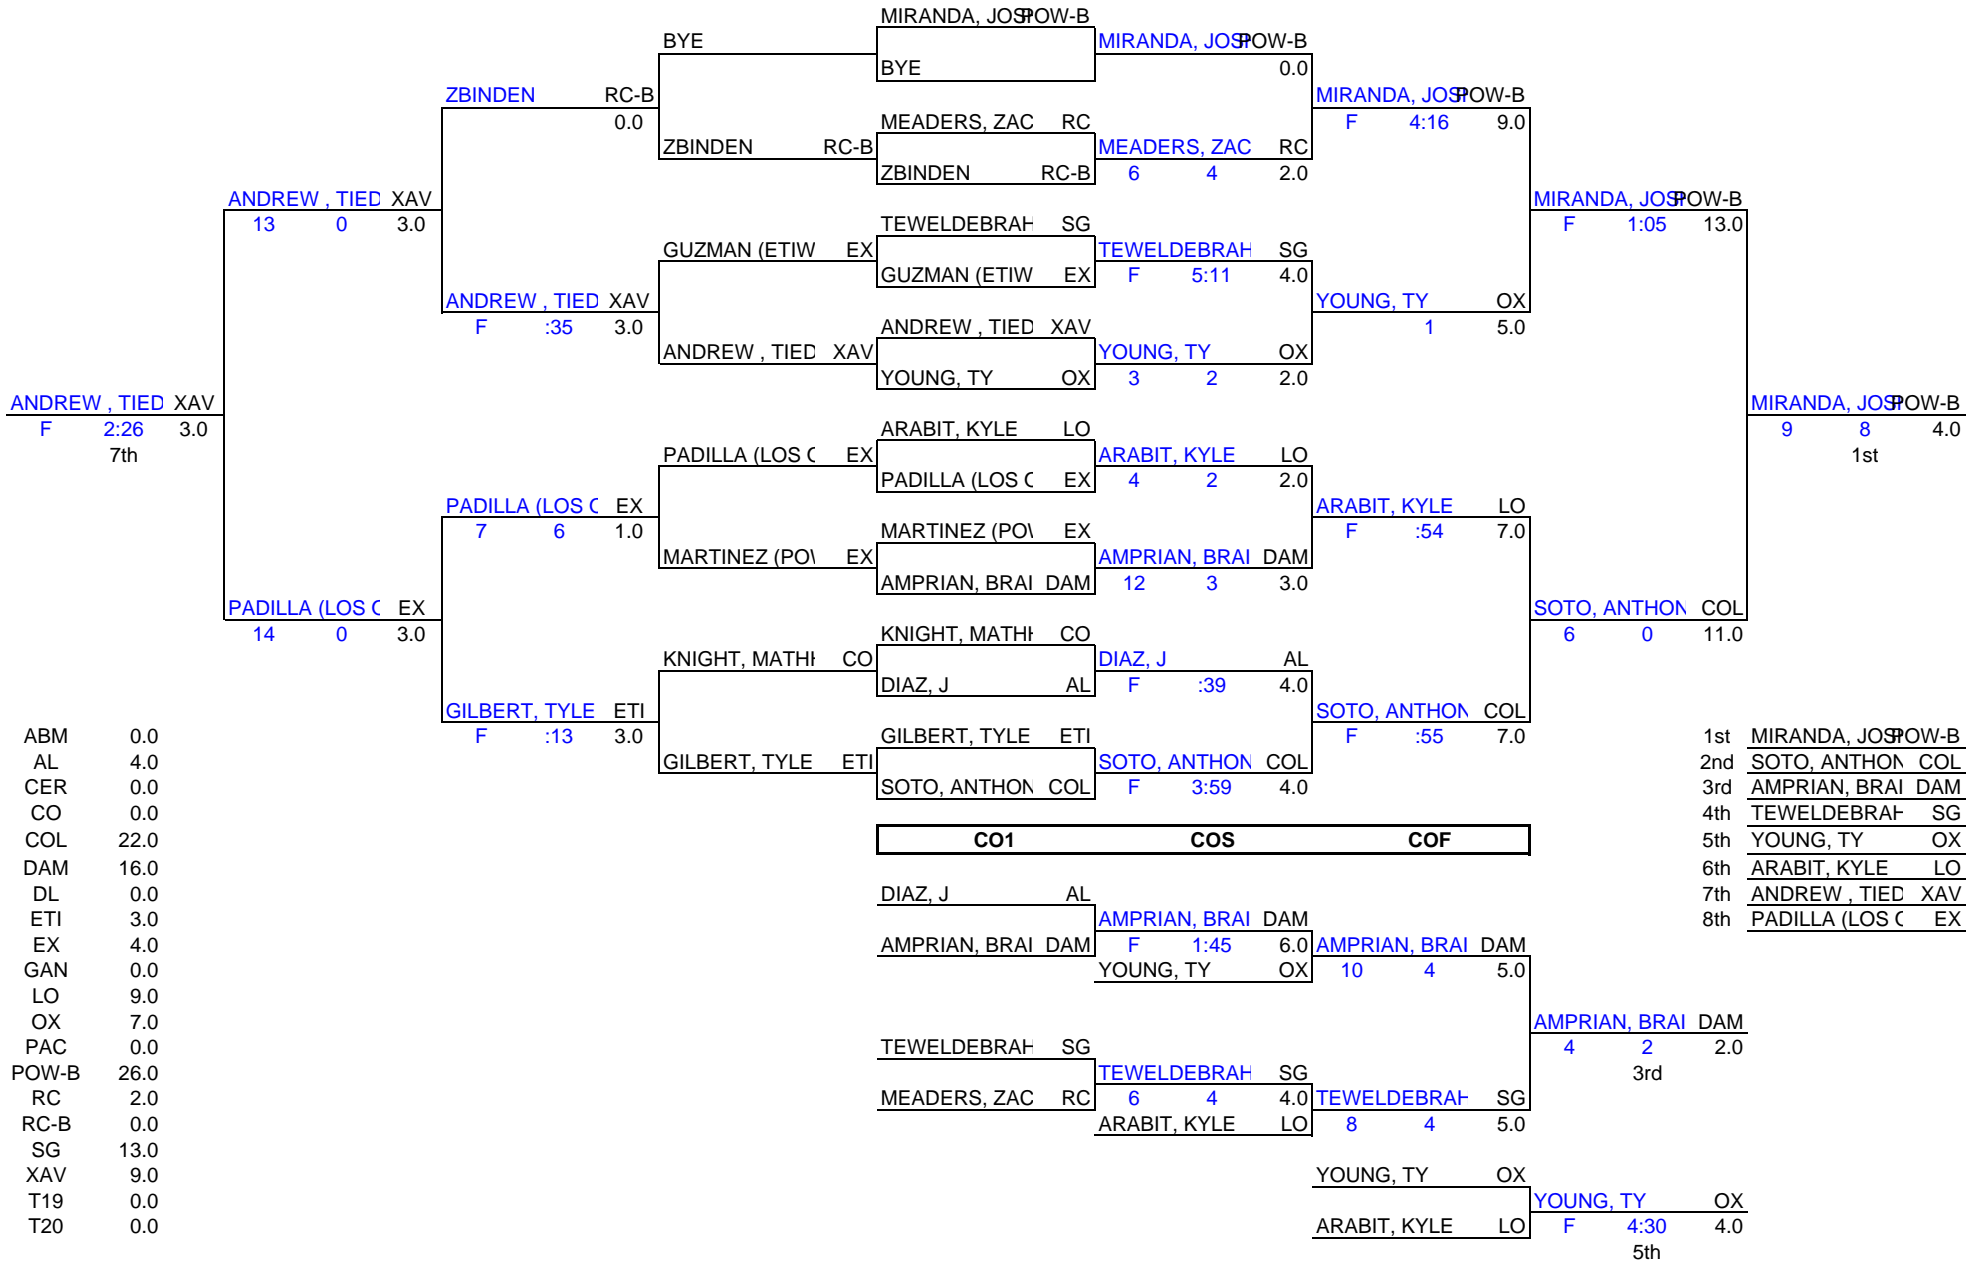 MIRANDA, JOSI POW-B
BYE MIRANDA, JOSI POW-B
BYE 0.0
ZBINDEN RC-B MIRANDA, JOSI POW-B
0.0 MEADERS, ZAC RC F 4:16 9.0
ZBINDEN RC-B MEADERS, ZAC RC
ZBINDEN RC-B 6 4 2.0
ANDREW , TIED XAV MIRANDA, JOSI POW-B
13 0 3.0 TEWELDEBRAH SG F 1:05 13.0
GUZMAN (ETIW EX TEWELDEBRAH SG
GUZMAN (ETIW EX F 5:11 4.0
ANDREW , TIED XAV YOUNG, TY OX
F :35 3.0 ANDREW , TIED XAV 1 5.0
ANDREW , TIED XAV YOUNG, TY OX
YOUNG, TY OX 3 2 2.0
ANDREW , TIED XAV MIRANDA, JOSI POW-B
F 2:26 3.0 ARABIT, KYLE LO 9 8 4.0
7th PADILLA (LOS EX ARABIT, KYLE LO 1st
PADILLA (LOS EX 4 2 2.0
PADILLA (LOS EX ARABIT, KYLE LO
7 6 1.0 MARTINEZ (PO EX F :54 7.0
MARTINEZ (PO EX AMPRIAN, BRAI DAM
AMPRIAN, BRAI DAM 12 3 3.0
PADILLA (LOS EX SOTO, ANTHON COL
14 0 3.0 KNIGHT, MATH CO 6 0 11.0
KNIGHT, MATH CO DIAZ, J AL
DIAZ, J AL F :39 4.0
GILBERT, TYLE ETI SOTO, ANTHON COL
ABM 0.0 F :13 3.0 GILBERT, TYLE ETI F :55 7.0 1st MIRANDA, JOSI POW-B
AL 4.0 GILBERT, TYLE ETI SOTO, ANTHON COL 2nd SOTO, ANTHON COL
CER 0.0 SOTO, ANTHON COL F 3:59 4.0 3rd AMPRIAN, BRAI DAM
CO 0.0 4th TEWELDEBRAH SG
COL 22.0 CO1 COS COF 5th YOUNG, TY OX
DAM 16.0 6th ARABIT, KYLE LO
DL 0.0 DIAZ, J AL 7th ANDREW , TIED XAV
ETI 3.0 AMPRIAN, BRAI DAM 8th PADILLA (LOS EX
EX 4.0 AMPRIAN, BRAI DAM F 1:45 6.0 AMPRIAN, BRAI DAM
GAN 0.0 YOUNG, TY OX 10 4 5.0
LO 9.0
OX 7.0 AMPRIAN, BRAI DAM
PAC 0.0 TEWELDEBRAH SG 4 2 2.0
POW-B 26.0 TEWELDEBRAH SG 3rd
RC 2.0 MEADERS, ZAC RC 6 4 4.0 TEWELDEBRAH SG
RC-B 0.0 ARABIT, KYLE LO 8 4 5.0
SG 13.0
XAV 9.0 YOUNG, TY OX
T19 0.0 YOUNG, TY OX
T20 0.0 ARABIT, KYLE LO F 4:30 4.0
5th